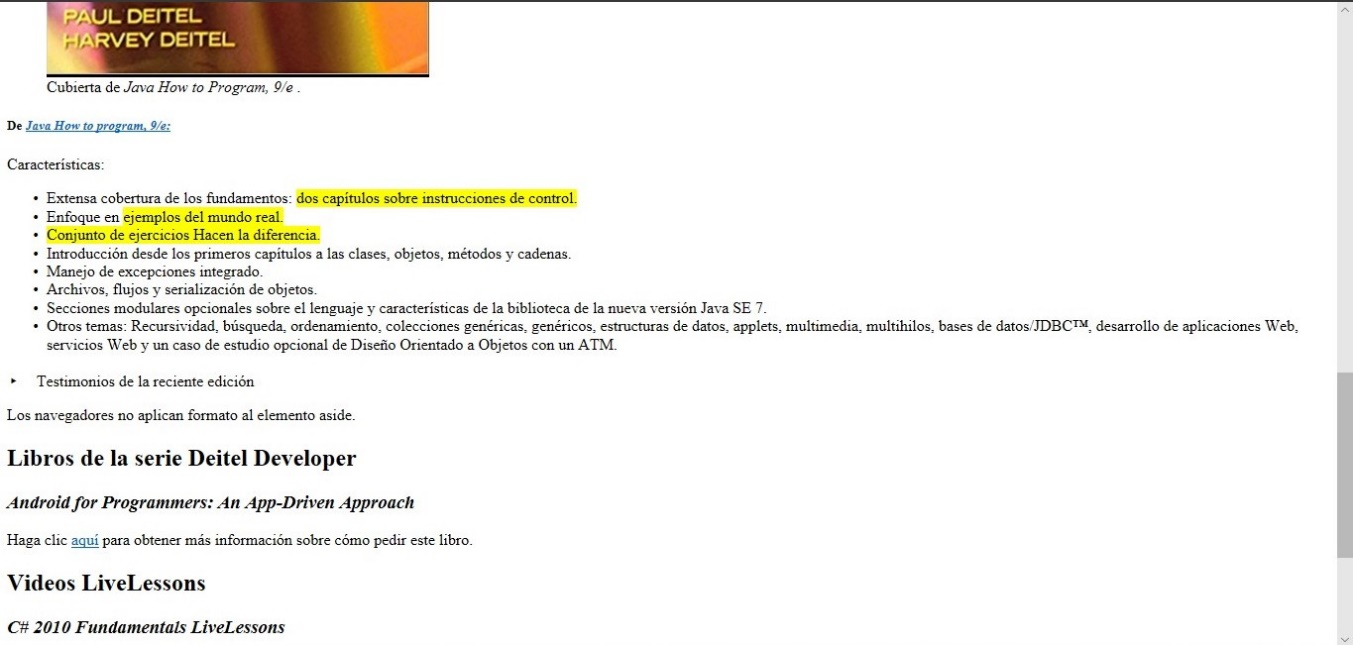 PAUL DEITEL
HARVEY DEITEL
Cubierta de Java How to Program, 9/e .
De Java How to program, 9/e:
Características:
• Extensa cobertura de los fundamentos: dos capítulos sobre instrucciones de control.
• Enfoque en ejemplos del mundo real.
• Conjunto de ejercicios Hacen la diferencia.
• Introducción desde los primeros capítulos a las clases, objetos, métodos y cadenas.
• Manejo de excepciones integrado.
• Archivos, flujos y serialización de objetos.
• Secciones modulares opcionales sobre el lenguaje y características de la biblioteca de la nueva versión Java SE 7.
• Otros temas: Recursividad, búsqueda, ordenamiento, colecciones genéricas, genéricos, estructuras de datos, applets, multimedia, multihilos, bases de datos/JDBC™, desarrollo de aplicaciones Web,
servicios Web y un caso de estudio opcional de Diseño Orientado a Objetos con un ATM.
‣ Testimonios de la reciente edición
Los navegadores no aplican formato al elemento aside.
Libros de la serie Deitel Developer
Android for Programmers: An App-Driven Approach
Haga clic aquí para obtener más información sobre cómo pedir este libro.
Videos LiveLessons
C# 2010 Fundamentals LiveLessons